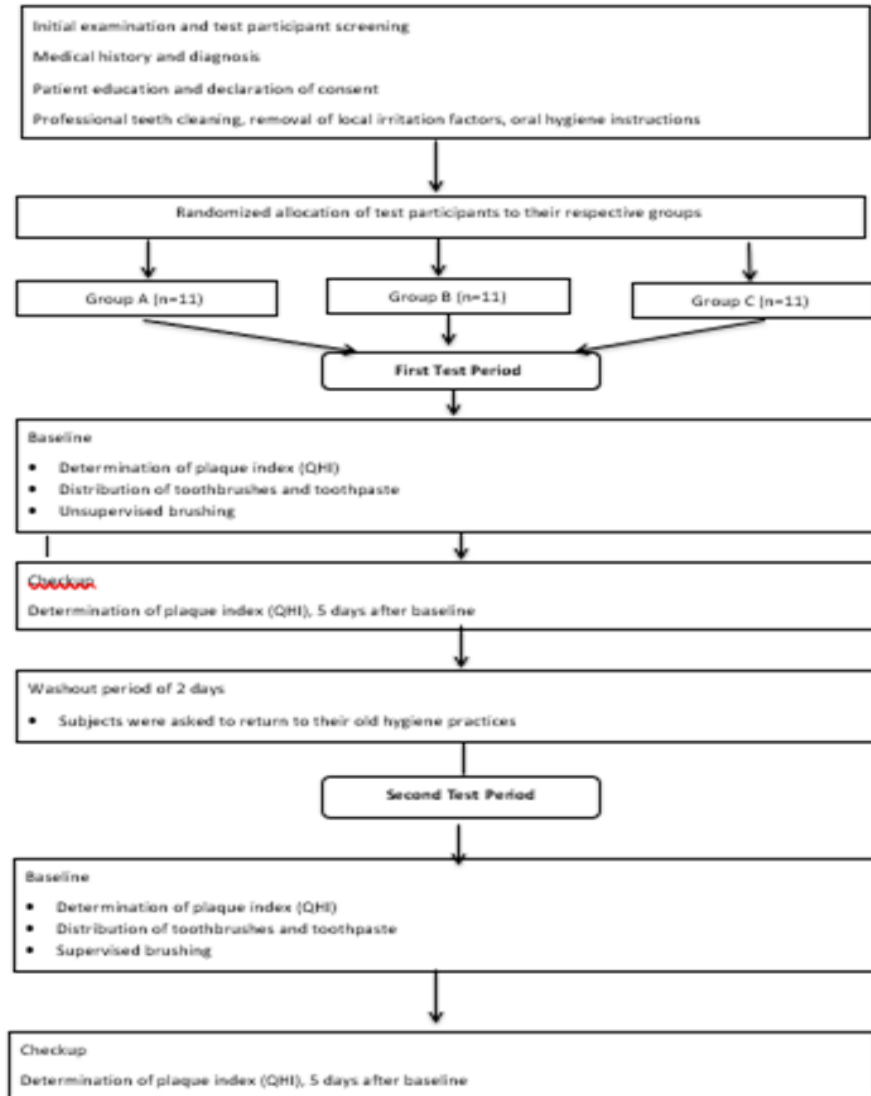 Initial examination and test participant screening
Medical history and diagnosis
Patient education and declaration of consent
Professional teeth cleaning, removal of local irritation factors, oral hygiene instructions
Randomized allocation of test participants to their respective groups
Group A (n=11)
Group B (n=11)
Group C (n=11)
First Test Period
Baseline
• Determination of plaque index (QHI)
• Distribution of toothbrushes and toothpaste
• Unsupervised brushing
Checkup
Determination of plaque index (QHI), 5 days after baseline
Washout period of 2 days
• Subjects were asked to return to their old hygiene practices
Second Test Period
Baseline
• Determination of plaque index (QHI)
• Distribution of toothbrushes and toothpaste
• Supervised brushing
Checkup
Determination of plaque index (QHI), 5 days after baseline